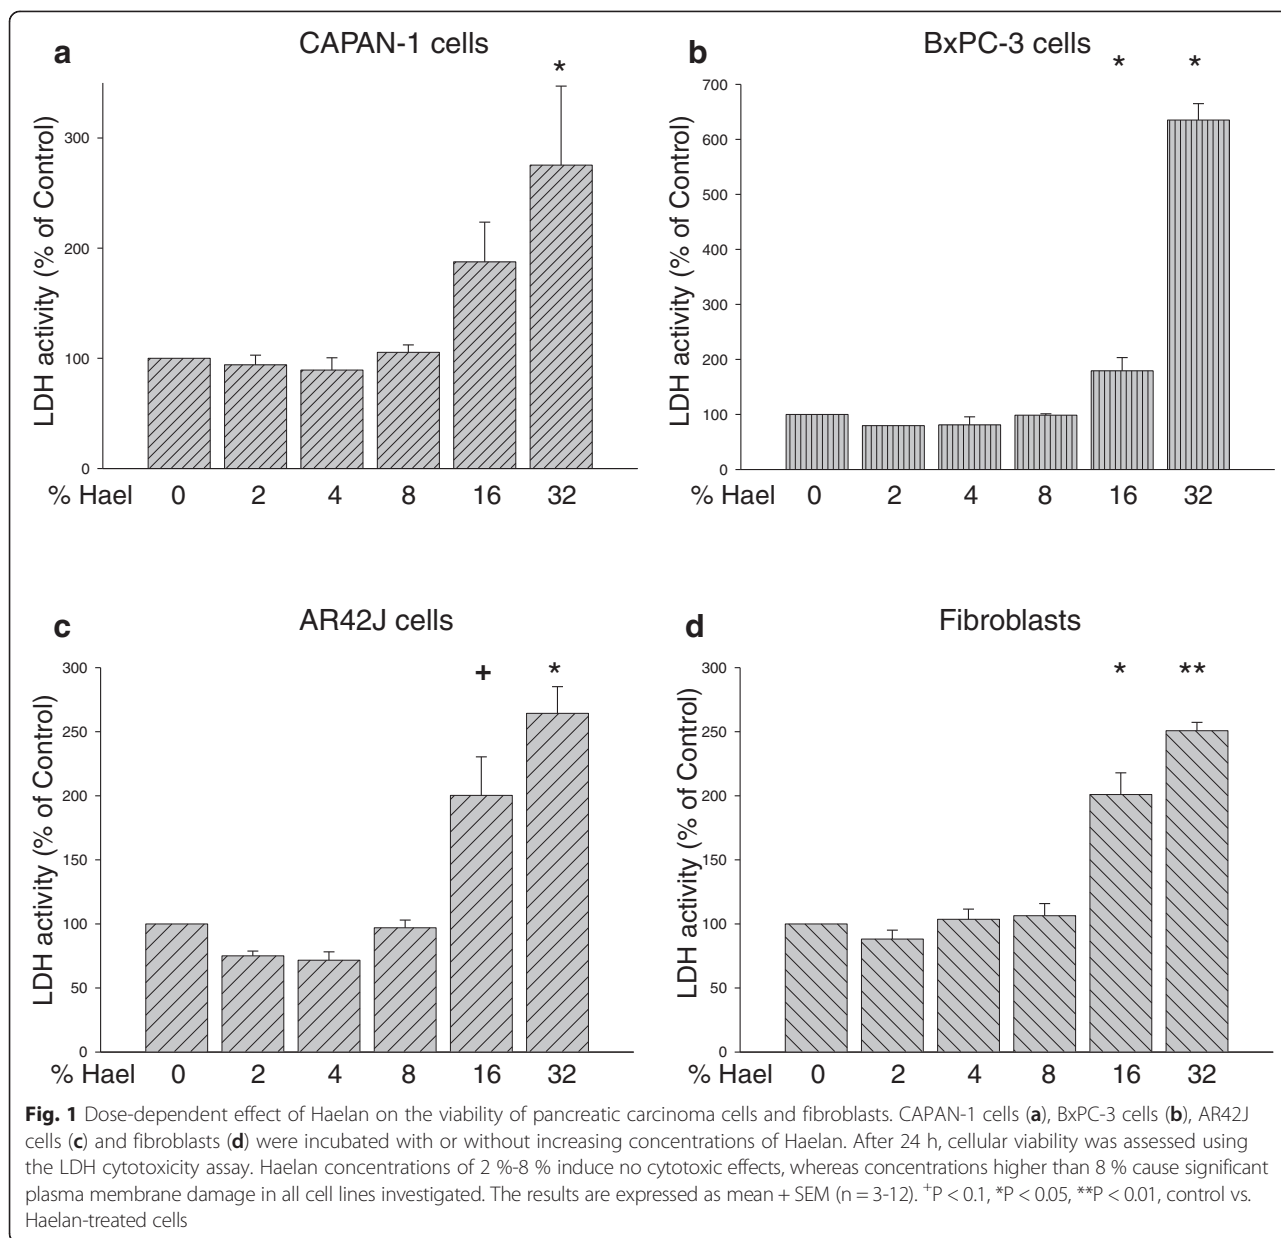 a
CAPAN-1 cells
*
LDH activity (% of Control)
300
200
100
0
% Hael 0 2 4 8 16 32
b
BxPC-3 cells
* *
LDH activity (% of Control)
700
600
500
400
300
200
100
0
% Hael 0 2 4 8 16 32
c
AR42J cells
+ *
LDH activity (% of Control)
300
250
200
150
100
50
0
% Hael 0 2 4 8 16 32
d
Fibroblasts
* **
LDH activity (% of Control)
300
250
200
150
100
50
0
% Hael 0 2 4 8 16 32
Fig. 1 Dose-dependent effect of Haelan on the viability of pancreatic carcinoma cells and fibroblasts. CAPAN-1 cells (a), BxPC-3 cells (b), AR42J
cells (c) and fibroblasts (d) were incubated with or without increasing concentrations of Haelan. After 24 h, cellular viability was assessed using
the LDH cytotoxicity assay. Haelan concentrations of 2 %-8 % induce no cytotoxic effects, whereas concentrations higher than 8 % cause significant
plasma membrane damage in all cell lines investigated. The results are expressed as mean + SEM (n = 3-12). +P < 0.1, *P < 0.05, **P < 0.01, control vs.
Haelan-treated cells